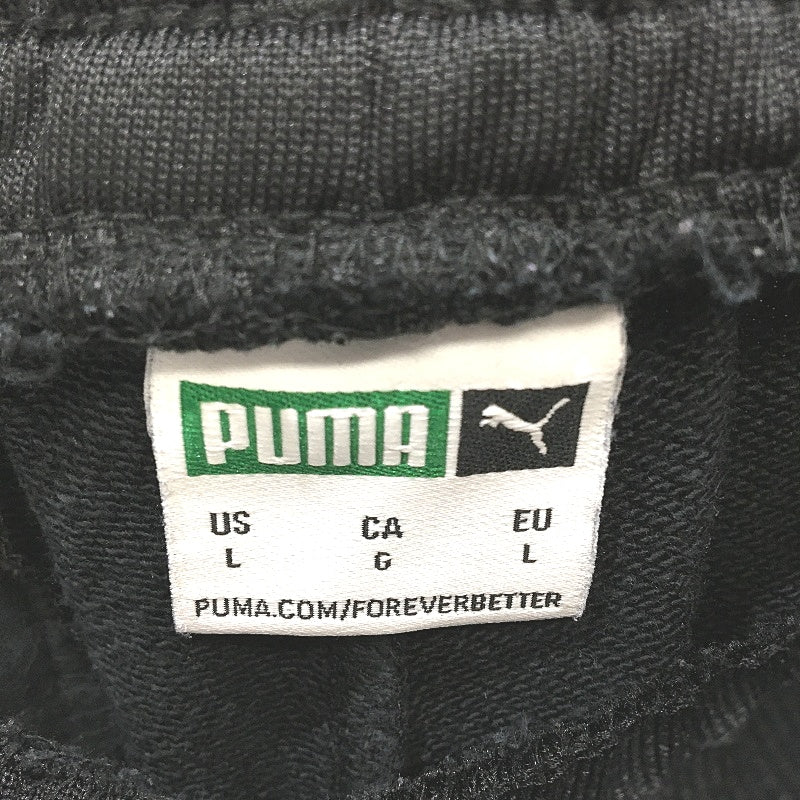 PUMA
US CA EU
L G L
PUMA.COM/FOREVERBETTER